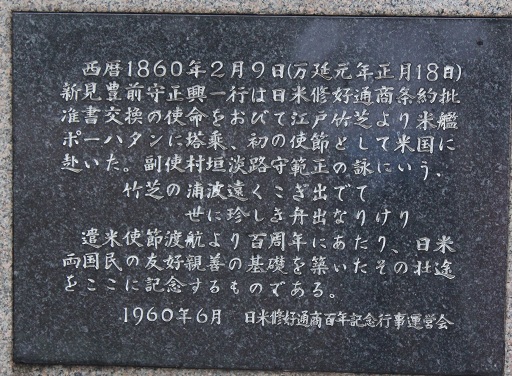 西暦1860年2月9日(万延元年正月18日)
新見豊前守正興一行は日米修好通商条約批
准書交換の使命をおびて江戸竹芝より米艦
ポーハタンに塔乗、初の使節として米国に
赴いた。副使村垣淡路守範正の詠にいう、
竹芝の浦波遠くこぎ出でて
世に珍しき舟出なりけり
遣米使節渡航より百周年にあたり、日米
両国民の友好親善の基礎を築いたその壮途
をここに記念するものである。
1960年6月 日米修好通商百年記念行事運営会